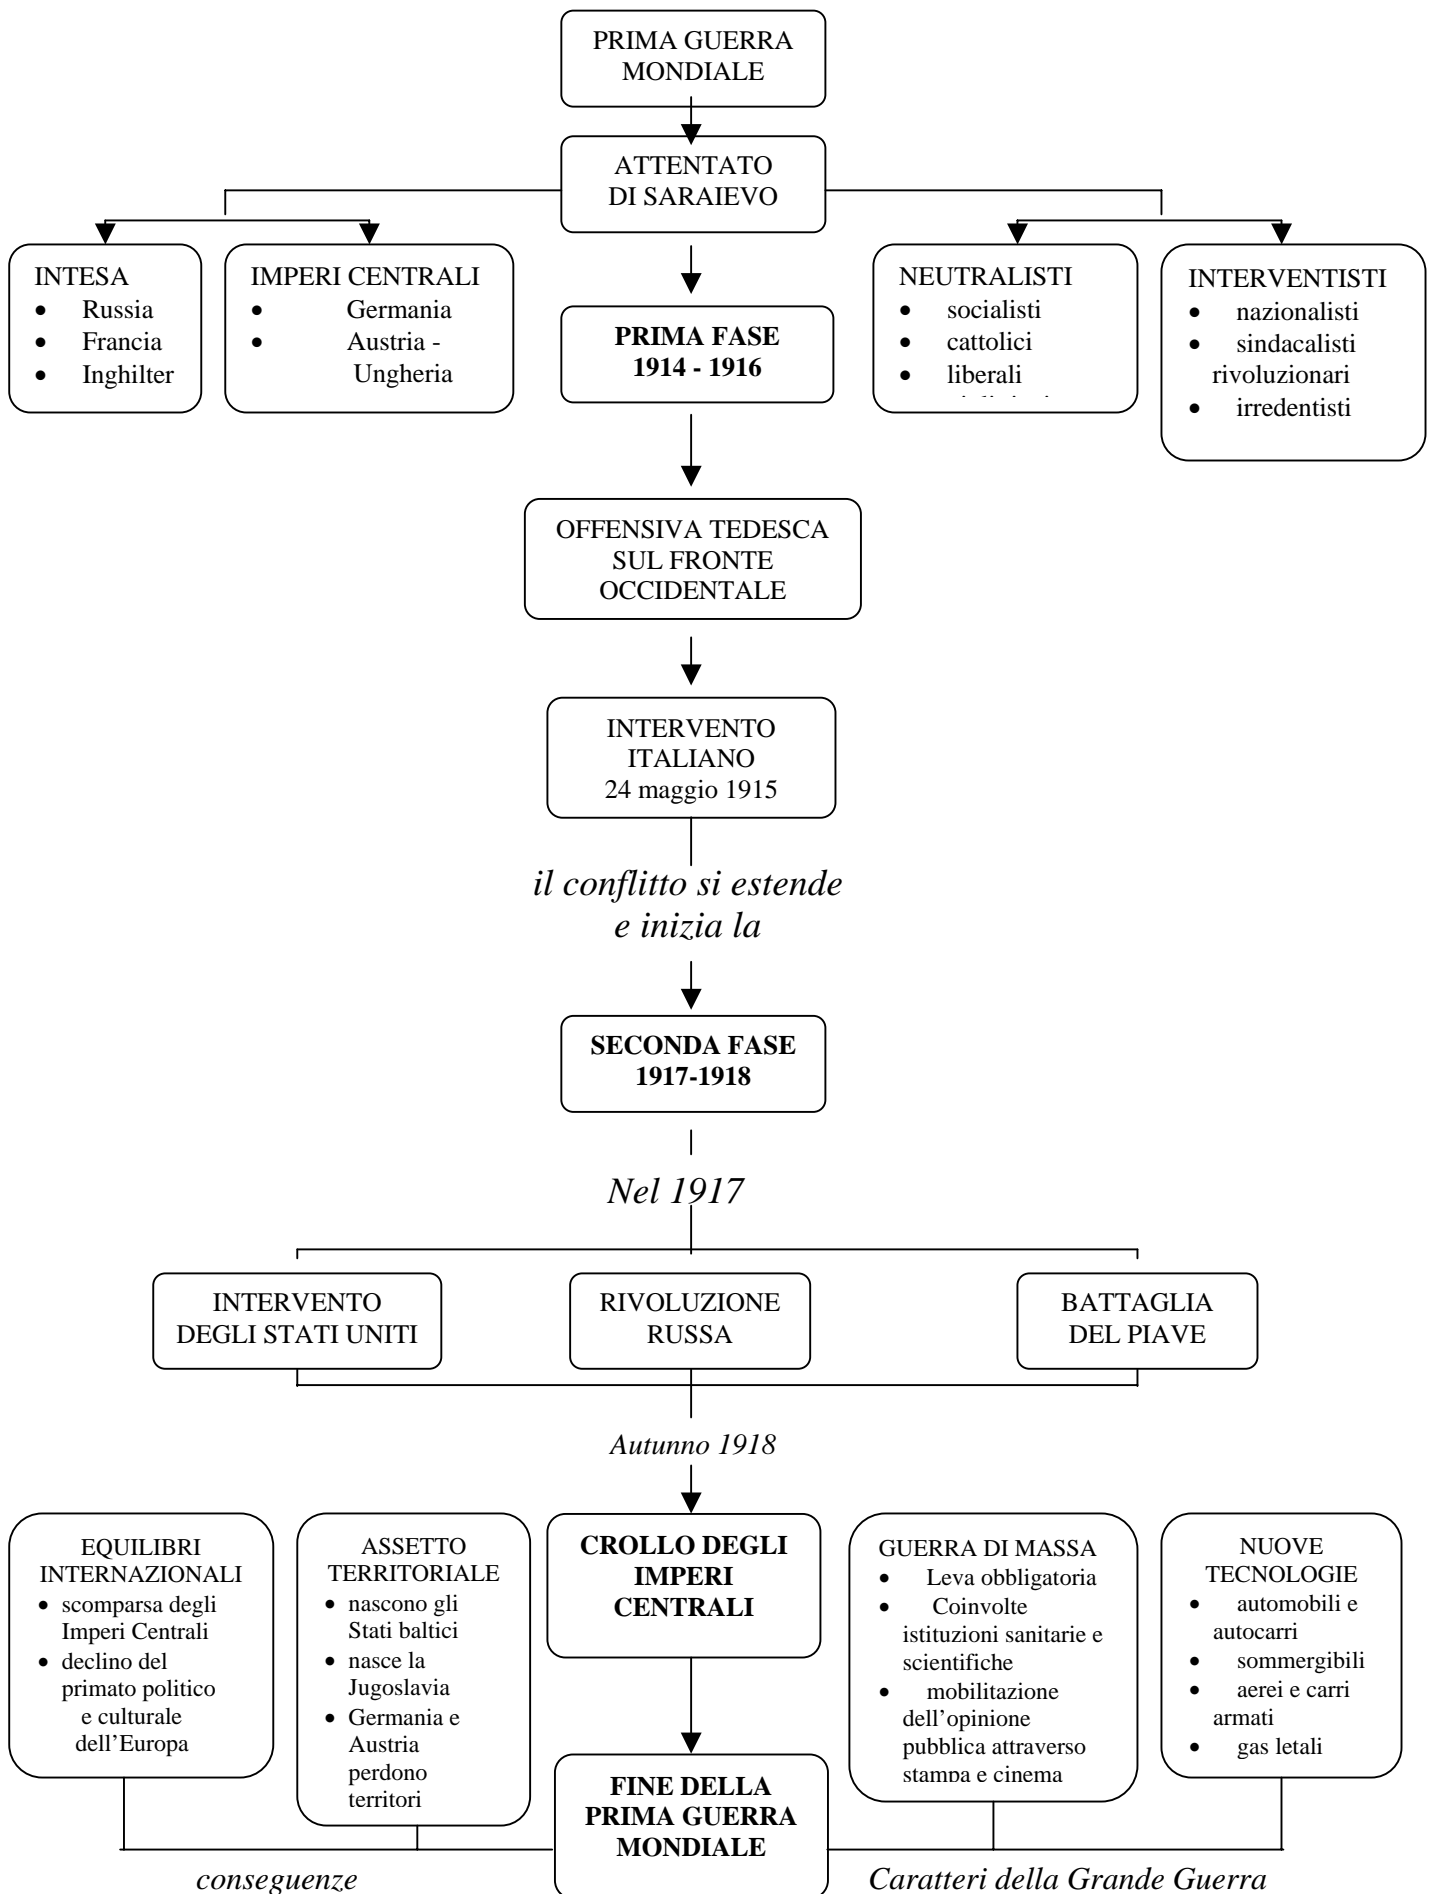 PRIMA GUERRA
MONDIALE
ATTENTATO
DI SARAIEVO
INTESA
• Russia
• Francia
• Inghilter
IMPERI CENTRALI
• Germania
• Austria -
Ungheria
PRIMA FASE
1914 - 1916
NEUTRALISTI
• socialisti
• cattolici
• liberali
INTERVENTISTI
• nazionalisti
• sindacalisti
rivoluzionari
• irredentisti
OFFENSIVA TEDESCA
SUL FRONTE
OCCIDENTALE
INTERVENTO
ITALIANO
24 maggio 1915
il conflitto si estende
e inizia la
SECONDA FASE
1917-1918
Nel 1917
INTERVENTO
DEGLI STATI UNITI
RIVOLUZIONE
RUSSA
BATTAGLIA
DEL PIAVE
Autunno 1918
EQUILIBRI
INTERNAZIONALI
• scomparsa degli
Imperi Centrali
• declino del
primato politico
e culturale
dell’Europa
ASSETTO
TERRITORIALE
• nascono gli
Stati baltici
• nasce la
Jugoslavia
• Germania e
Austria
perdono
territori
CROLLO DEGLI
IMPERI
CENTRALI
GUERRA DI MASSA
• Leva obbligatoria
• Coinvolte
istituzioni sanitarie e
scientifiche
• mobilitazione
dell’opinione
pubblica attraverso
stampa e cinema
NUOVE
TECNOLOGIE
• automobili e
autocarri
• sommergibili
• aerei e carri
armati
• gas letali
FINE DELLA
PRIMA GUERRA
MONDIALE
conseguenze
Caratteri della Grande Guerra